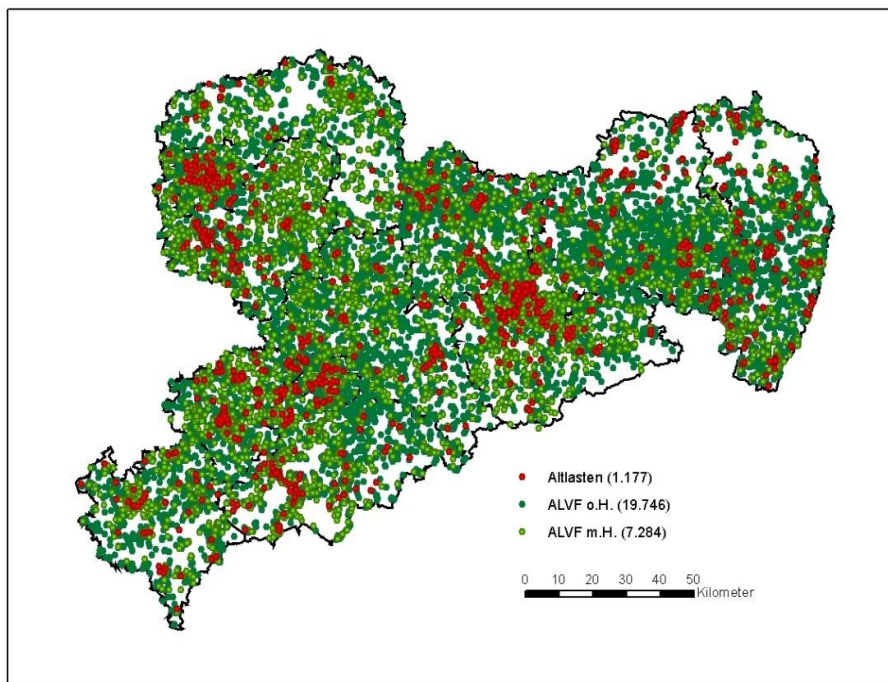 Altlasten (1.177)
ALVF o.H. (19.746)
ALVF m.H. (7.284)
0 10 20 30 40 50
Kilometer